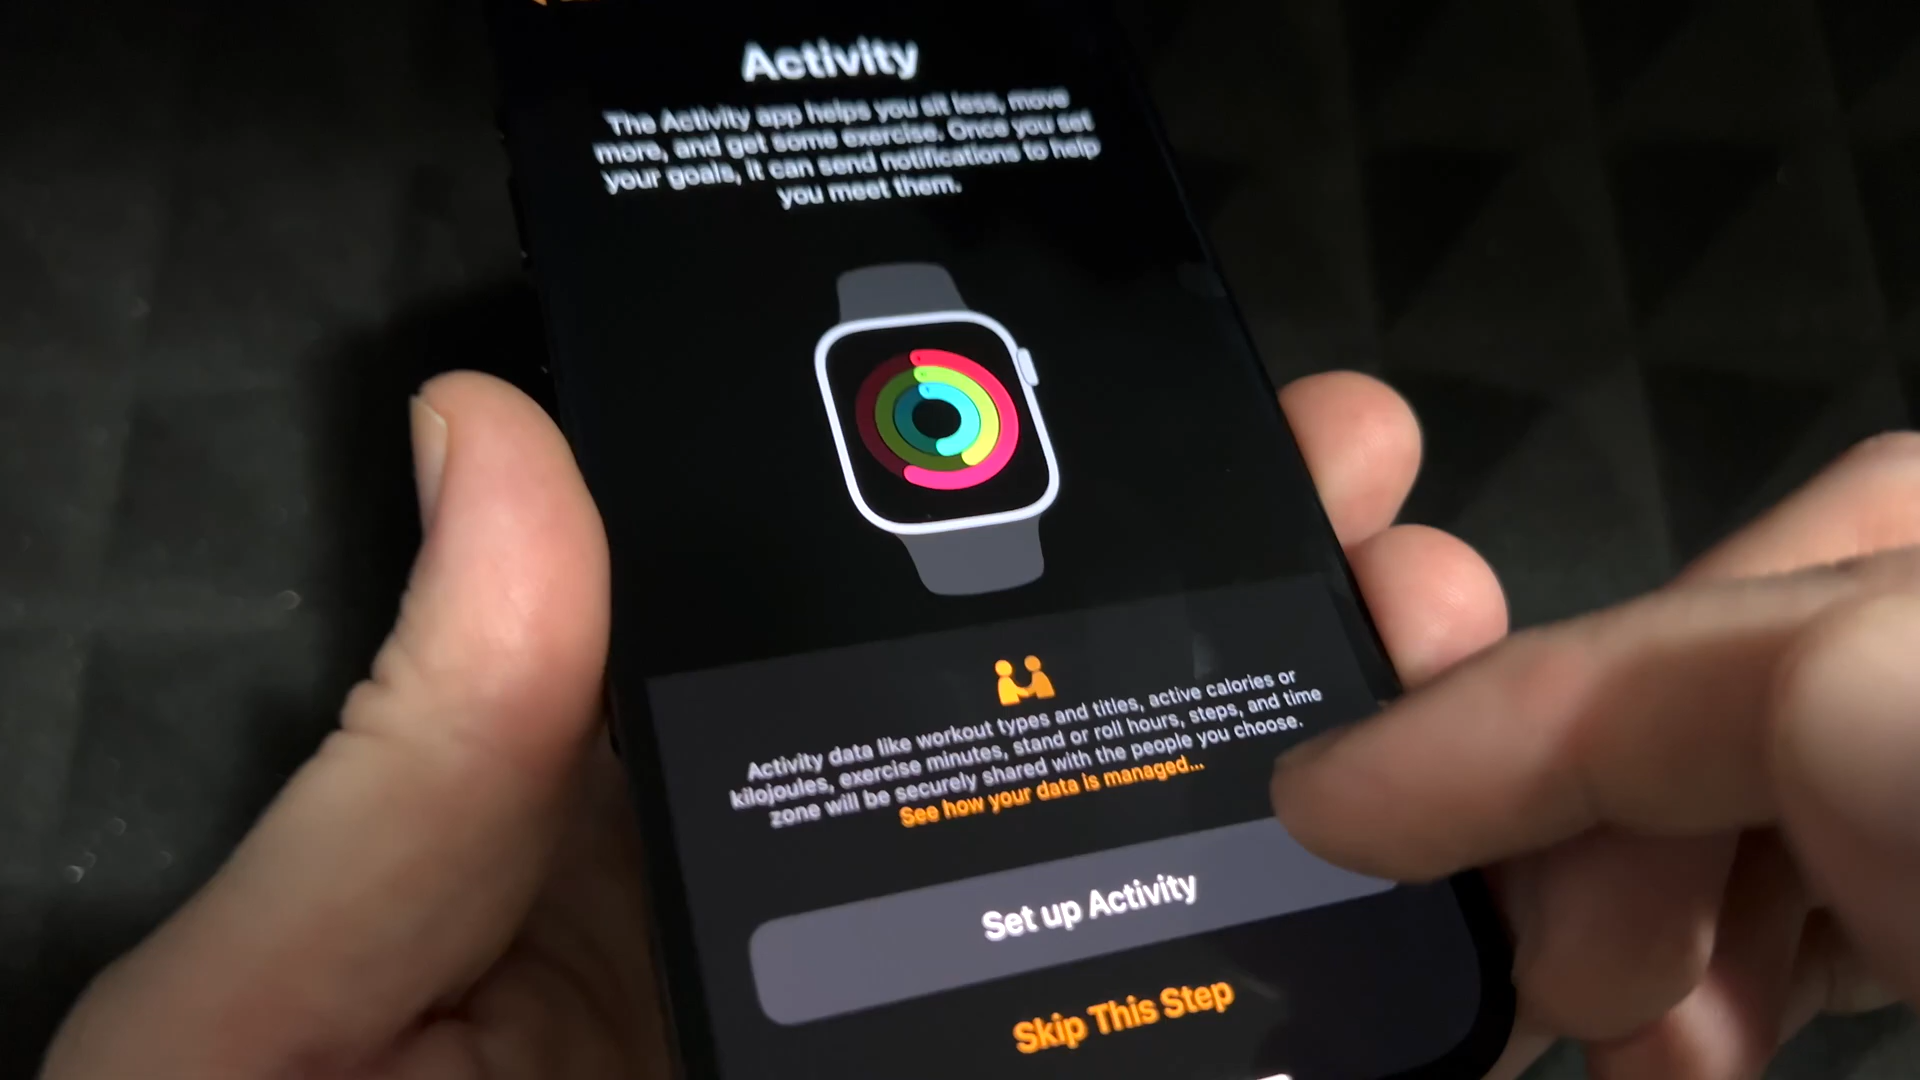 Activity
The Activity app helps you sit less, move
more, and get some exercise. Once you set
your goals, it can send notifications to help
you meet them.
Activity data like workout types and titles, active calories or
kilojoules, exercise minutes, stand or roll hours, steps, and time
zone will be securely shared with the people you choose.
See how your data is managed...
Set up Activity
Skip This Step